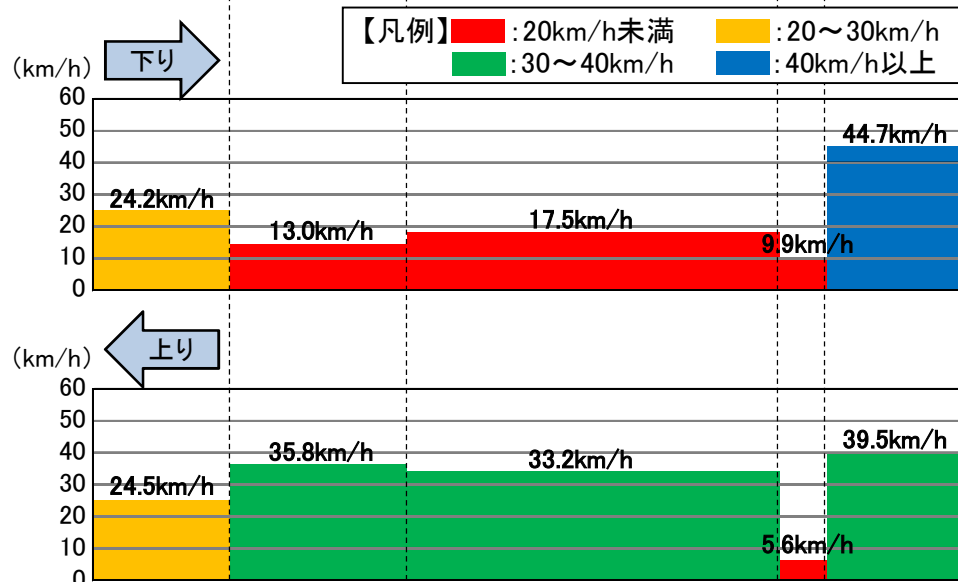 【凡例】 :20km/h未満 :20～30km/h
:30～40km/h :40km/h以上
(km/h) 下り
60
50
40
30
20
10
0
24.2km/h
13.0km/h
17.5km/h
9.9km/h
44.7km/h
(km/h) 上り
60
50
40
30
20
10
0
24.5km/h
35.8km/h
33.2km/h
5.6km/h
39.5km/h